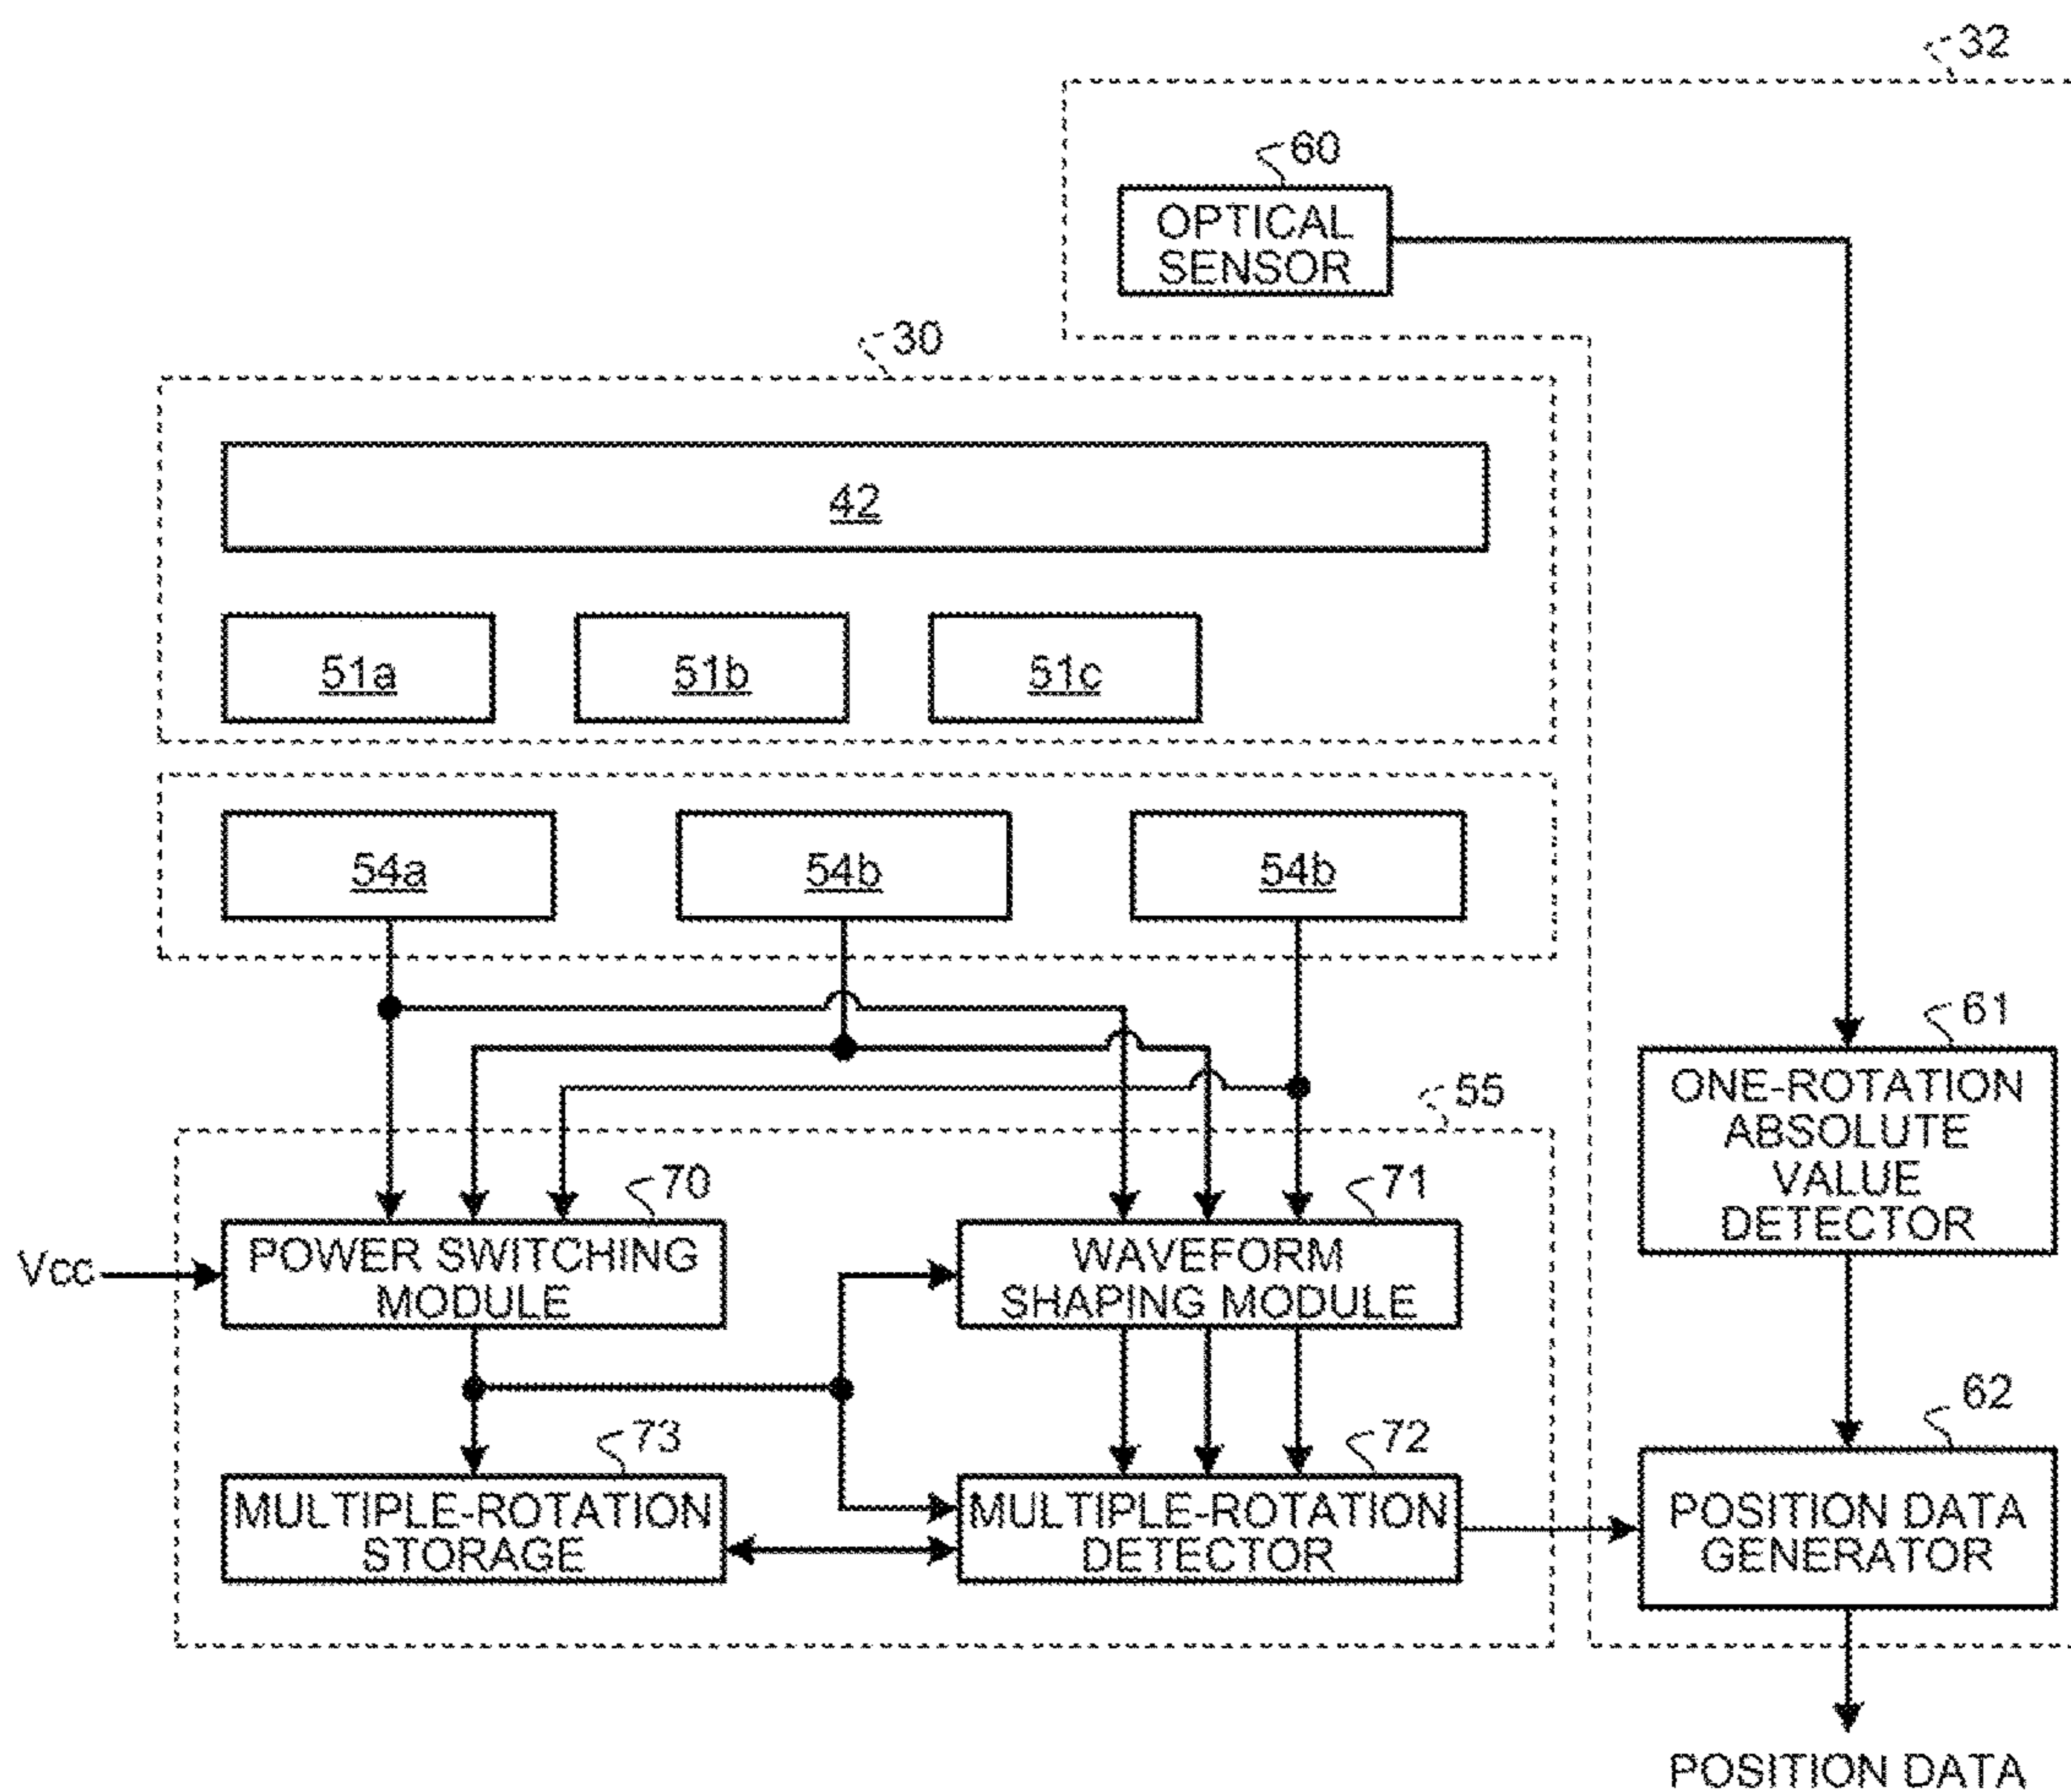 32
60
OPTICAL
SENSOR
30
42
51a
51b
51c
54a
54b
54b
61
ONE-ROTATION
ABSOLUTE
VALUE
DETECTOR
55
70
71
Vcc
POWER SWITCHING
MODULE
WAVEFORM
SHAPING MODULE
62
73
72
MULTIPLE-ROTATION
STORAGE
MULTIPLE-ROTATION
DETECTOR
POSITION DATA
GENERATOR
POSITION DATA